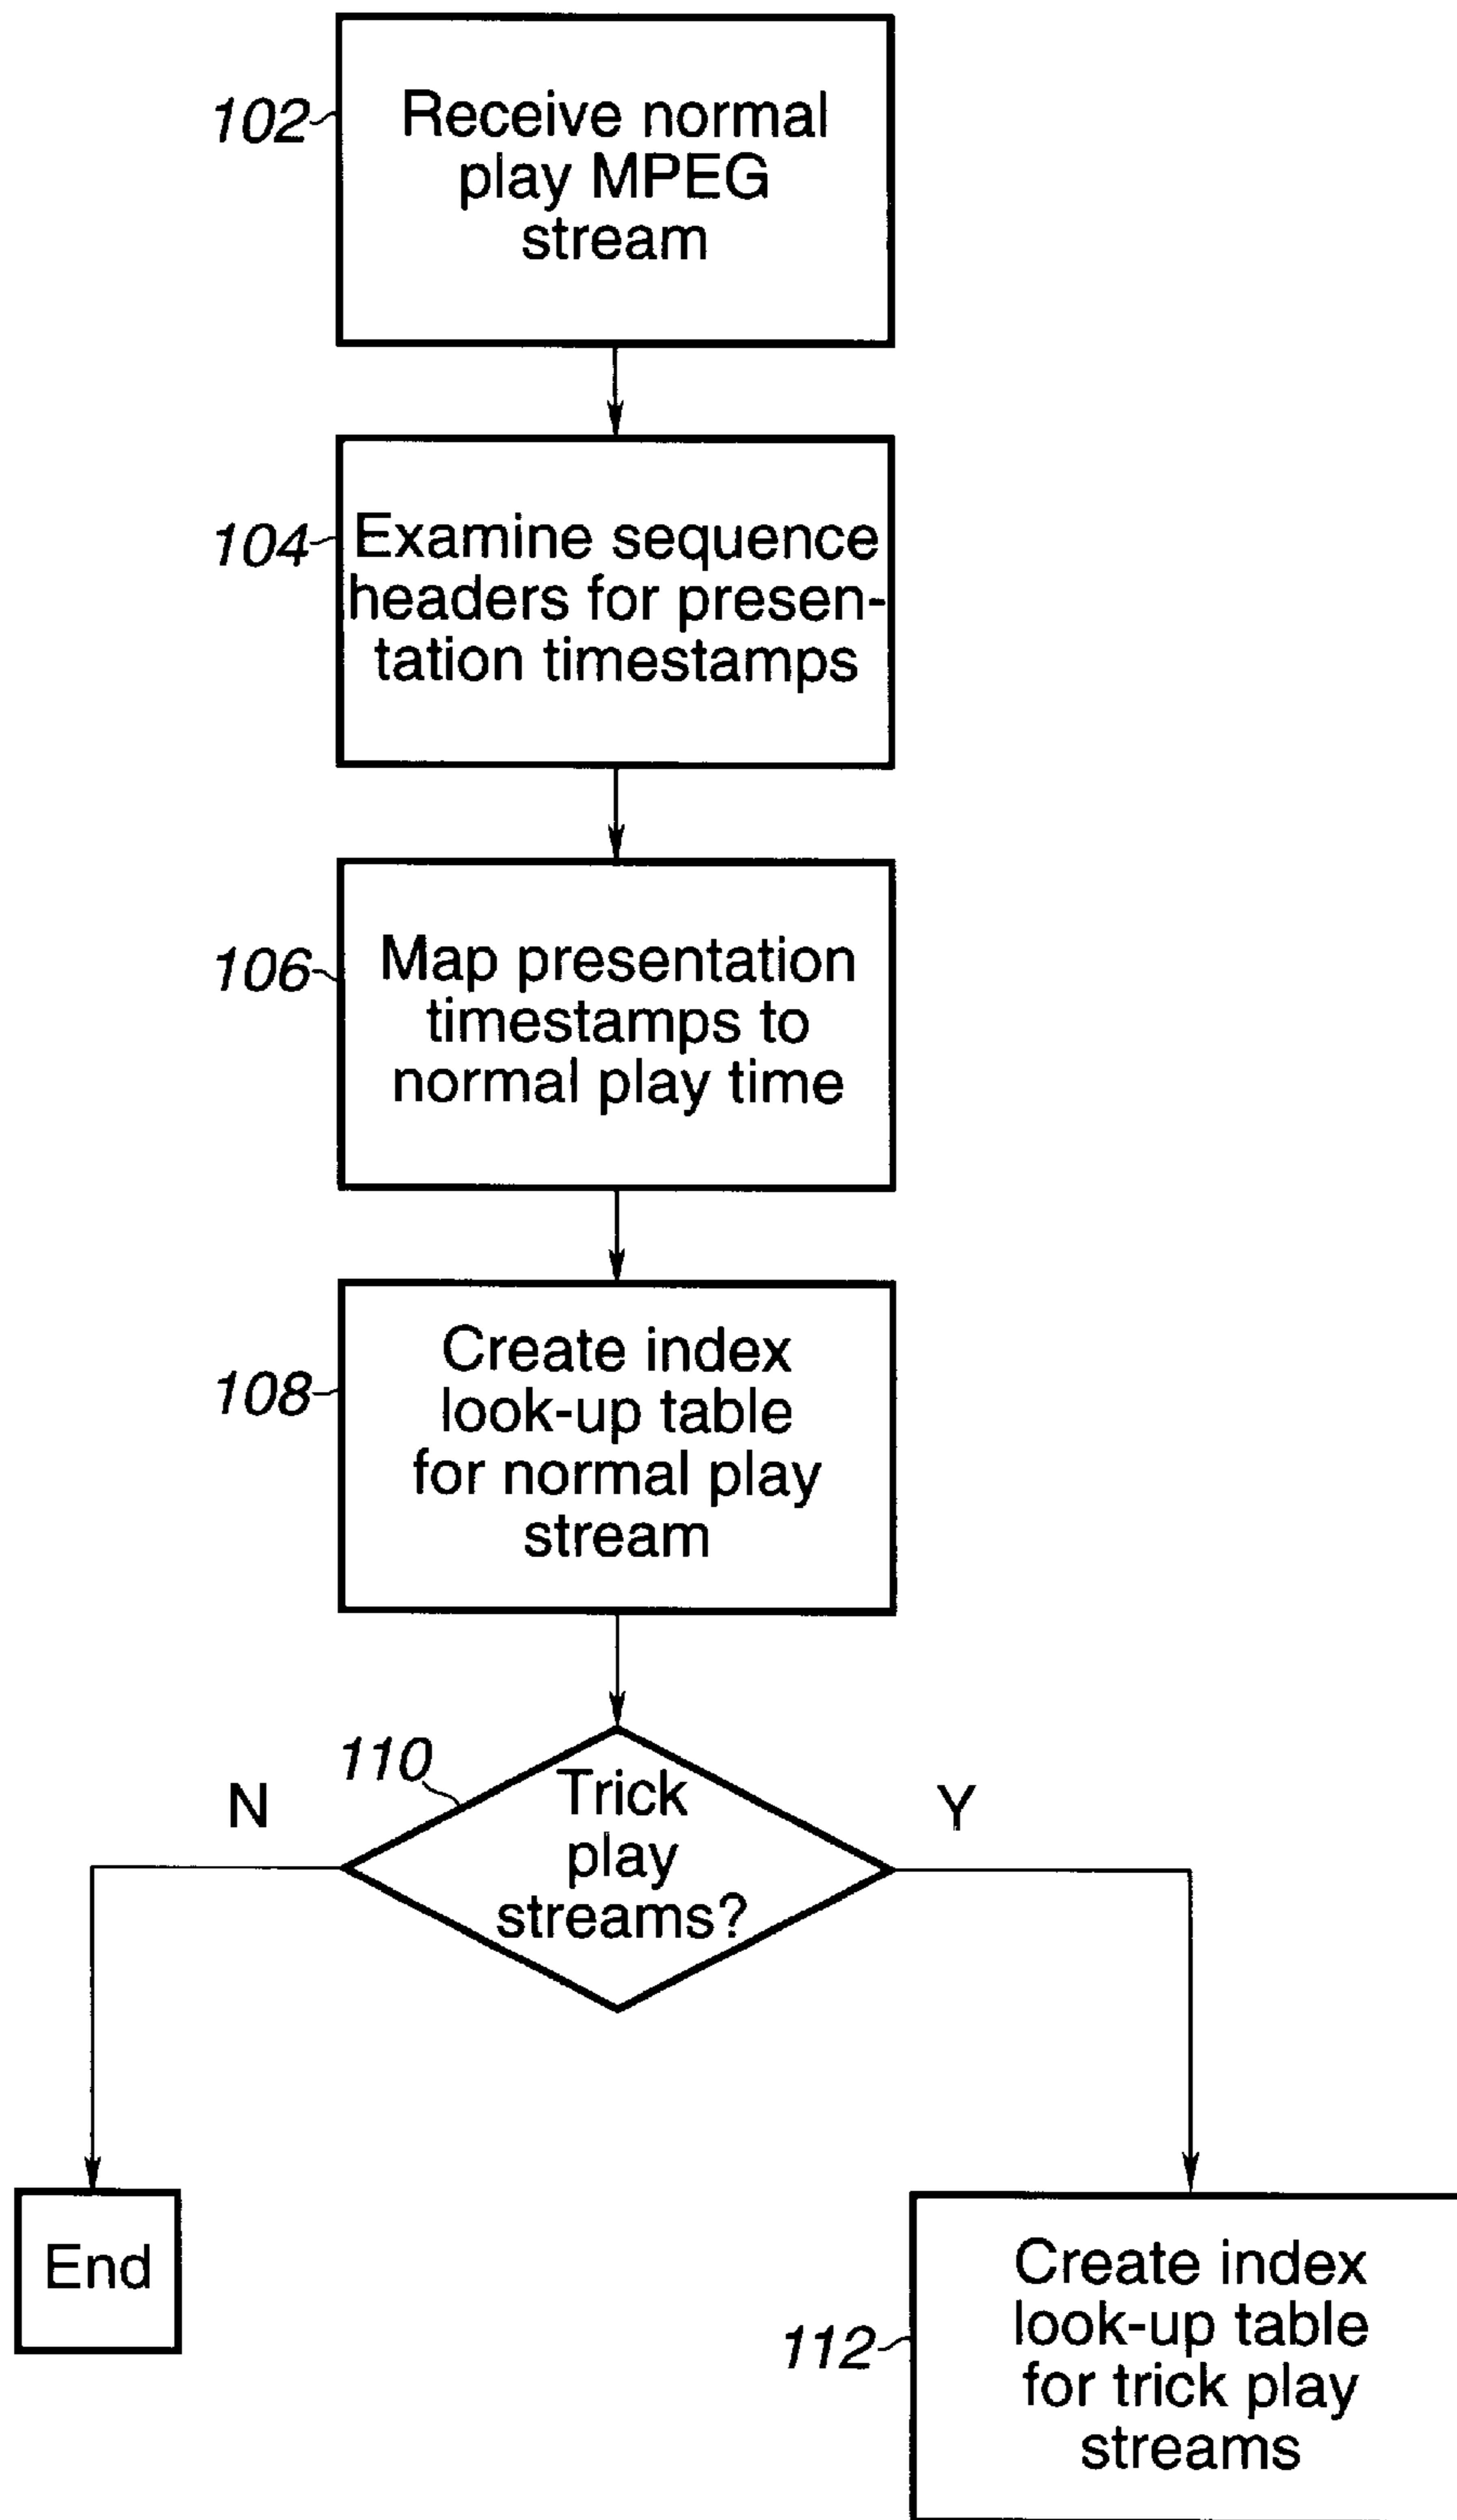 102
Receive normal
play MPEG
stream
104
Examine sequence
headers for presen-
tation timestamps
106
Map presentation
timestamps to
normal play time
108
Create index
look-up table
for normal play
stream
110
N
Trick
play
streams?
Y
End
112
Create index
look-up table
for trick play
streams